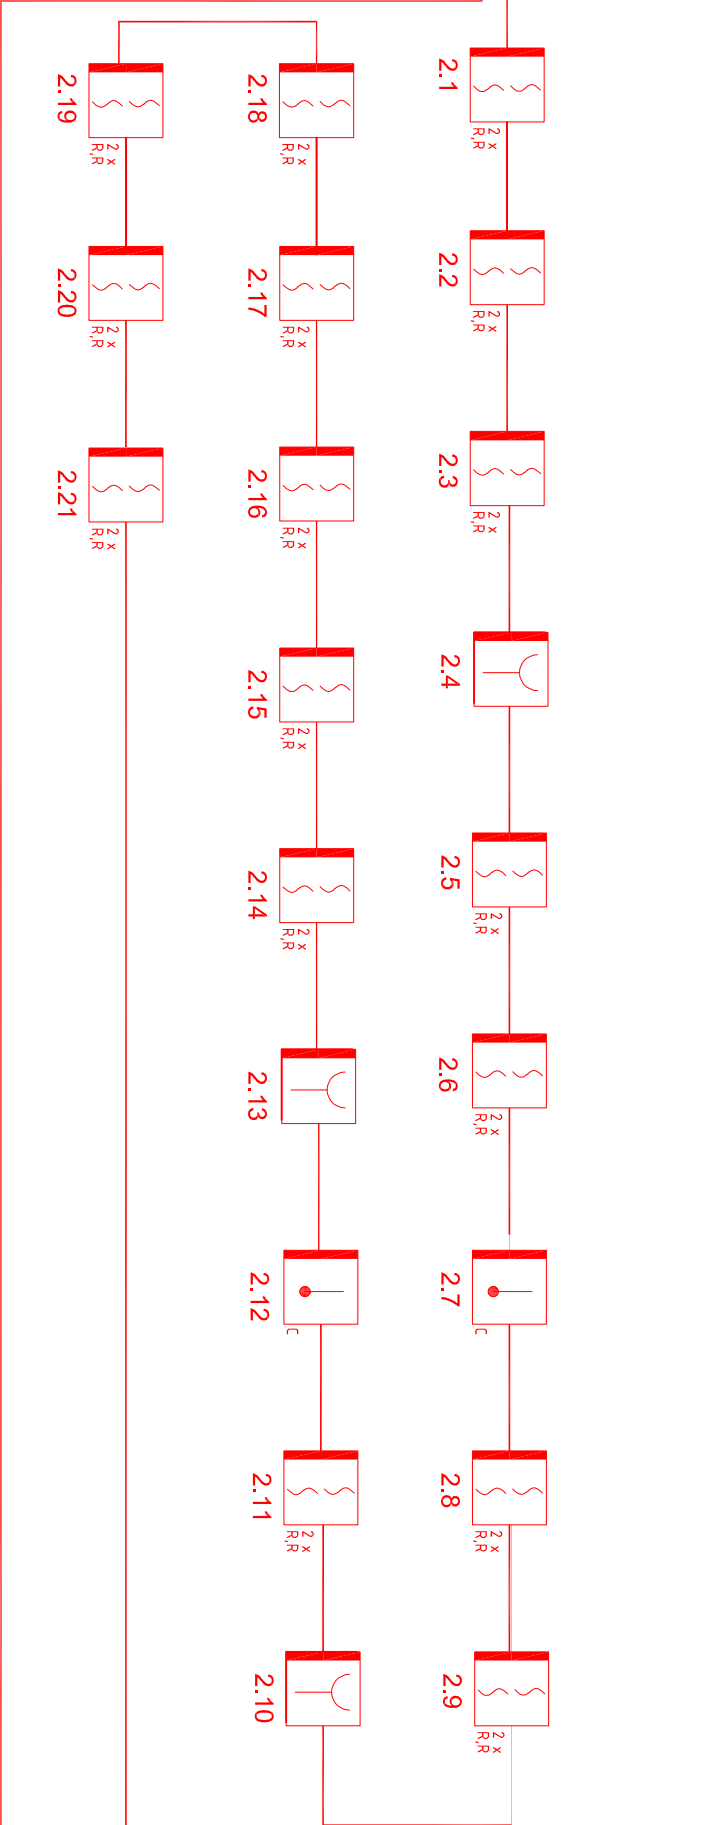 2.1
2 x
R,R
2.2
2 x
R,R
2.3
2 x
R,R
2.4
2.5
2 x
R,R
2.6
2 x
R,R
2.7
C
2.8
2 x
R,R
2.9
2 x
R,R
2.18
2 x
R,R
2.17
2 x
R,R
2.16
2 x
R,R
2.15
2 x
R,R
2.14
2 x
R,R
2.13
2.12
C
2.11
2 x
R,R
2.10
2.19
2 x
R,R
2.20
2 x
R,R
2.21
2 x
R,R